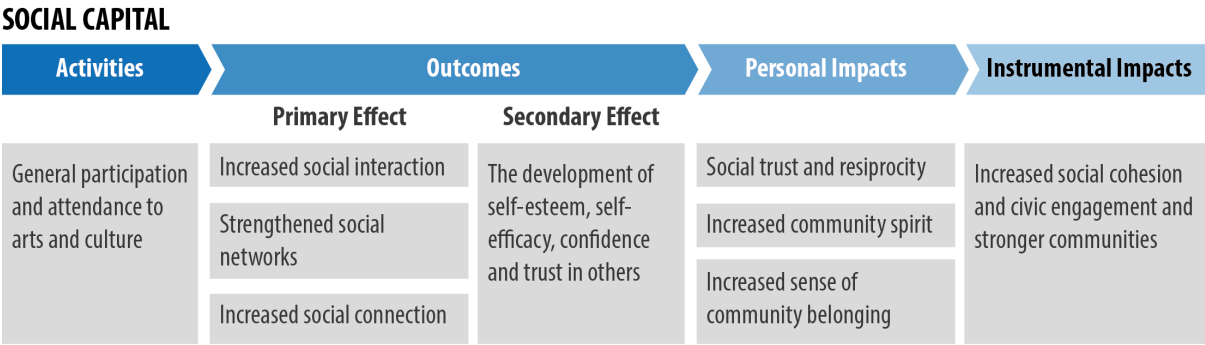 SOCIAL CAPITAL
Activities
Outcomes
Personal Impacts
Instrumental Impacts
Primary Effect
Secondary Effect
General participation
and attendance to
arts and culture
Increased social interaction
Strengthened social
networks
Increased social connection
The development of
self-esteem, self-
efficacy, confidence
and trust in others
Social trust and resiprocity
Increased community spirit
Increased sense of
community belonging
Increased social cohesion
and civic engagement and
stronger communities